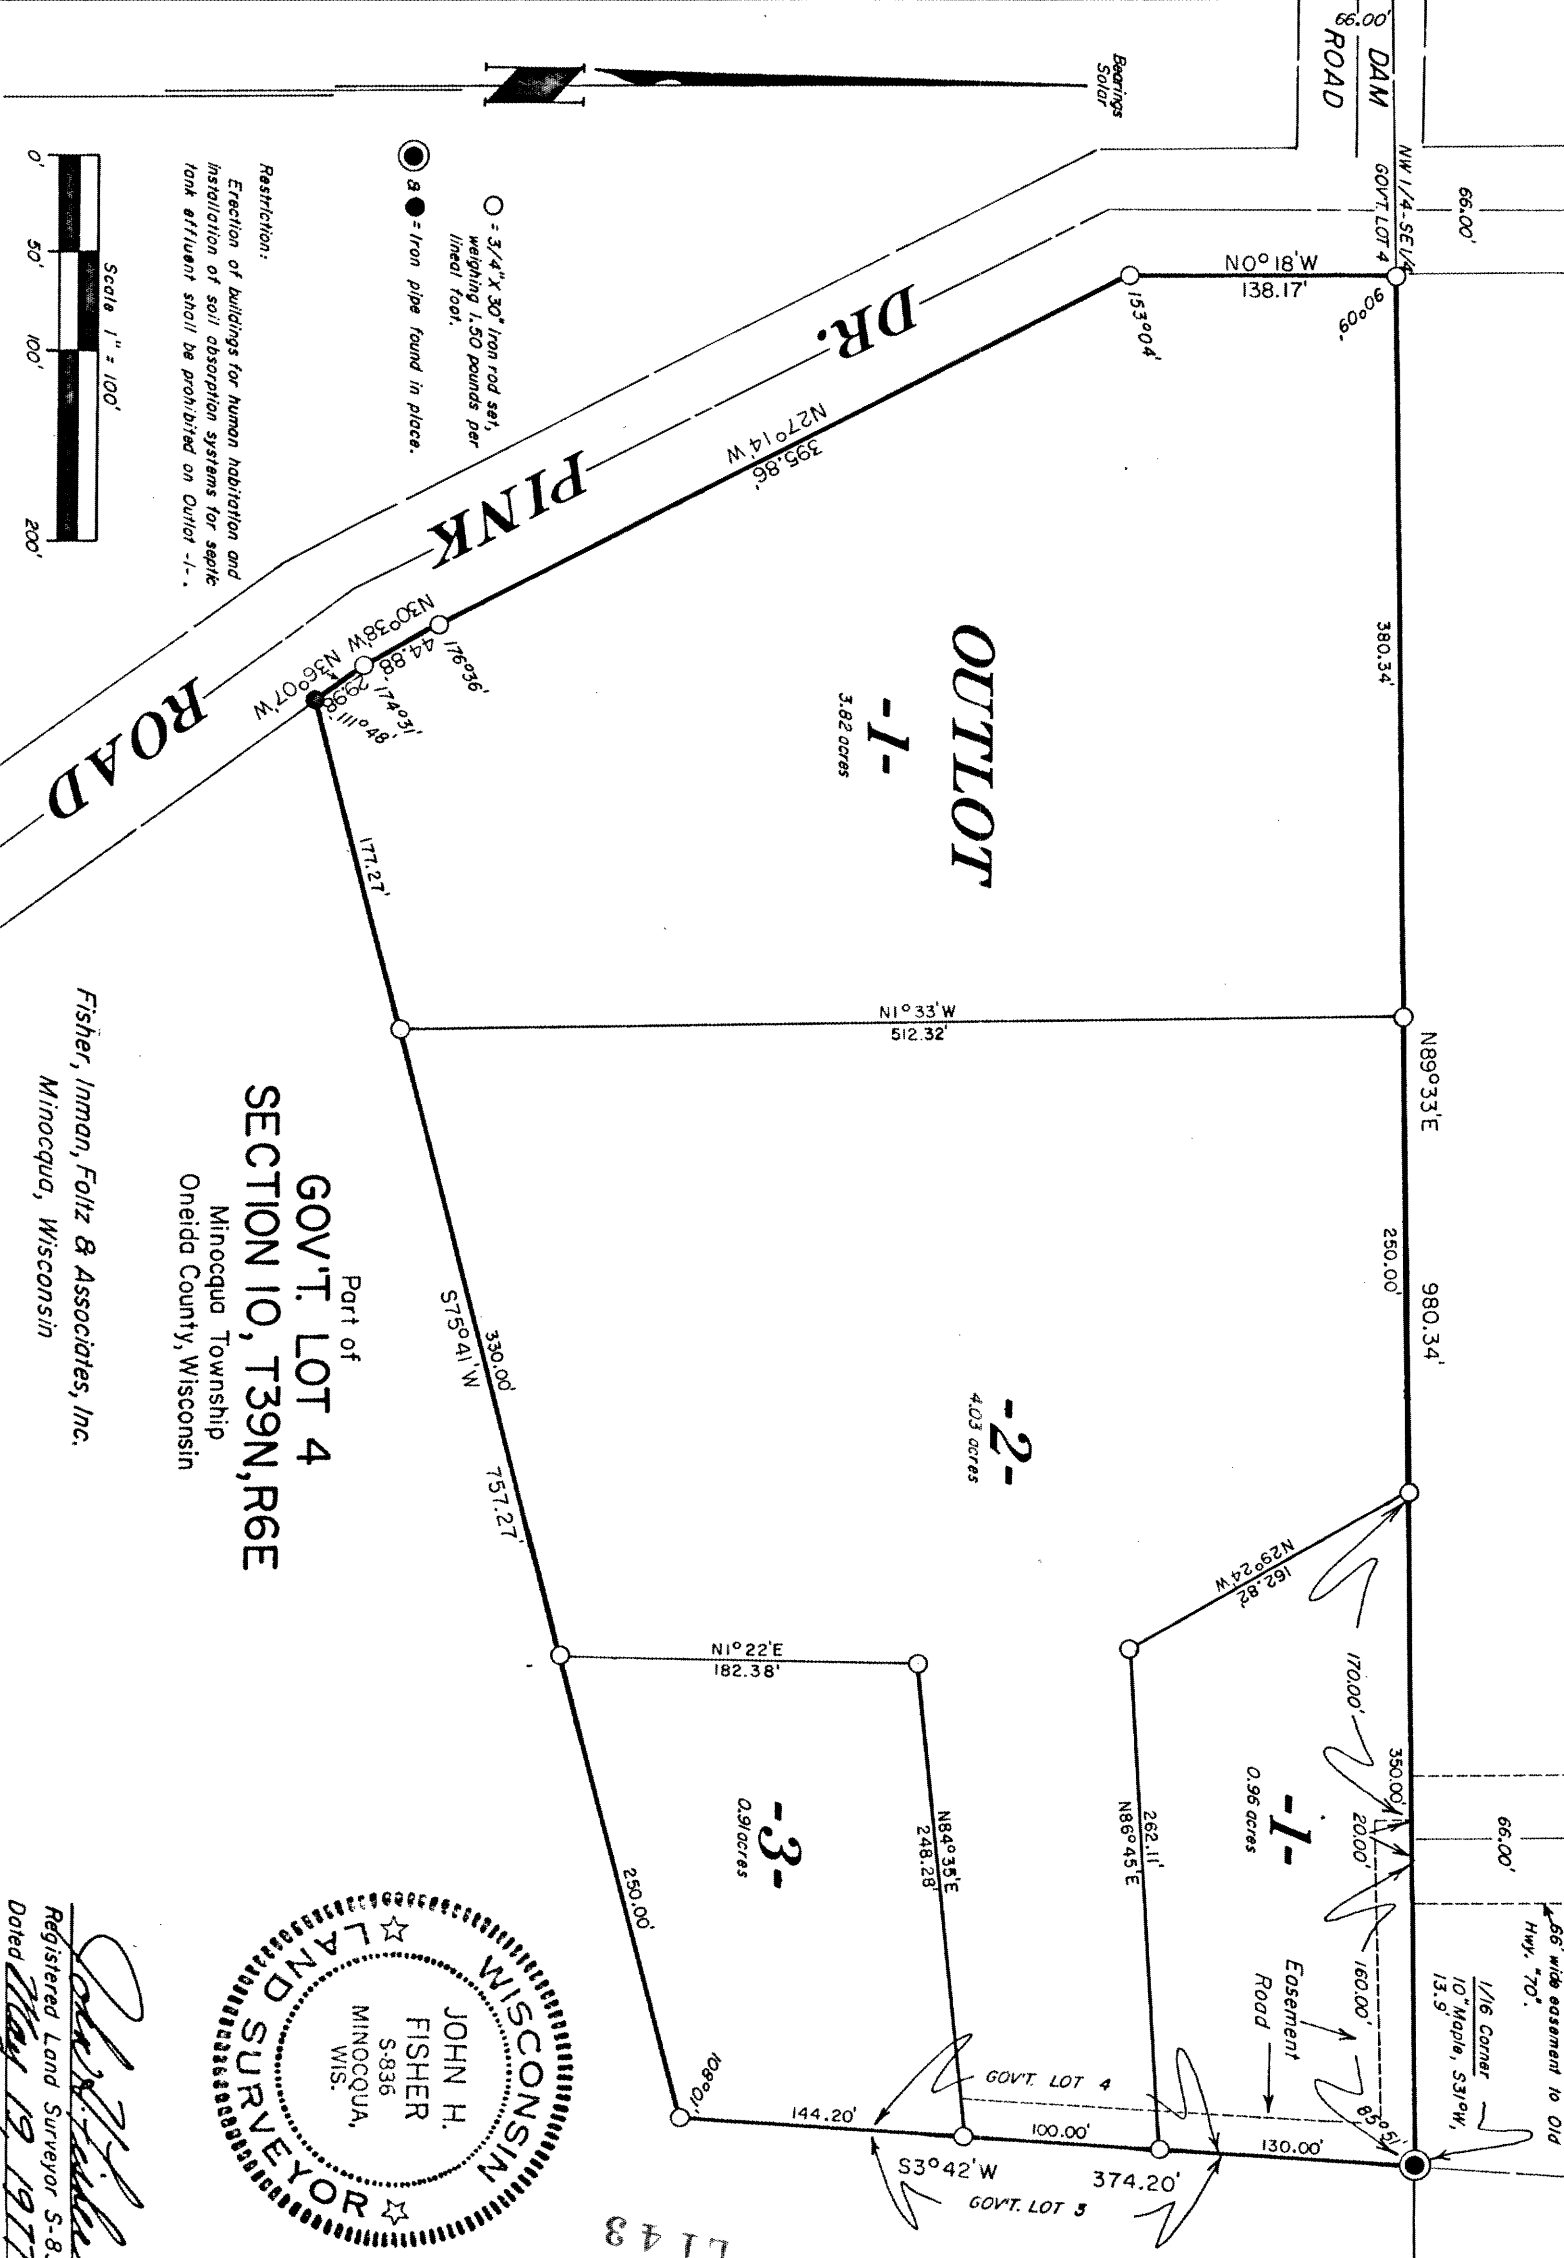 66.00'
DAM
ROAD
NW 1/4 - SE 1/4
GOV'T. LOT 4
66.00'
Bearings
Solar
N0°18'W
138.17'
90°09'
153°04'
380.34'
N89°33'E
980.34'
250.00'
350.00'
170.00'
20.00'
160.00'
66.00'
66' wide easement to Old
Hwy. "70".
1/16 Corner
10" Maple, S31°W,
13.9'
85°51'
Easement
Road
-1-
0.96 acres
N29°24'W
162.82'
262.11'
N86°45'E
130.00'
100.00'
144.20'
S3°42'W
374.20'
GOV'T. LOT 4
GOV'T. LOT 5
OUTLOT
-1-
3.82 acres
N1°33'W
512.32'
-2-
4.03 acres
N84°35'E
248.28'
N1°22'E
182.38'
-3-
0.91 acres
108°01'
250.00'
330.00'
S75°41'W
757.27'
177.27'
PINK DR. ROAD
N27°14'W
395.86'
176°36'
N30°38'W
44.88'
174°31'
N36°07'W
29.98'
111°48'
○ = 3/4" X 30" iron rod set,
weighing 1.50 pounds per
lineal foot.
& ● = Iron pipe found in place.
Restriction:
Erection of buildings for human habitation and
installation of soil absorption systems for septic
tank effluent shall be prohibited on Outlot -1-.
Scale 1" = 100'
0' 50' 100' 200'
Part of
GOV'T. LOT 4
SECTION 10, T39N, R6E
Minocqua Township
Oneida County, Wisconsin
Fisher, Inman, Foltz & Associates, Inc.
Minocqua, Wisconsin
WISCONSIN
LAND SURVEYOR
JOHN H.
FISHER
S-836
MINOCQUA,
WIS.
Registered Land Surveyor S-8
Dated May 19, 1977
L143